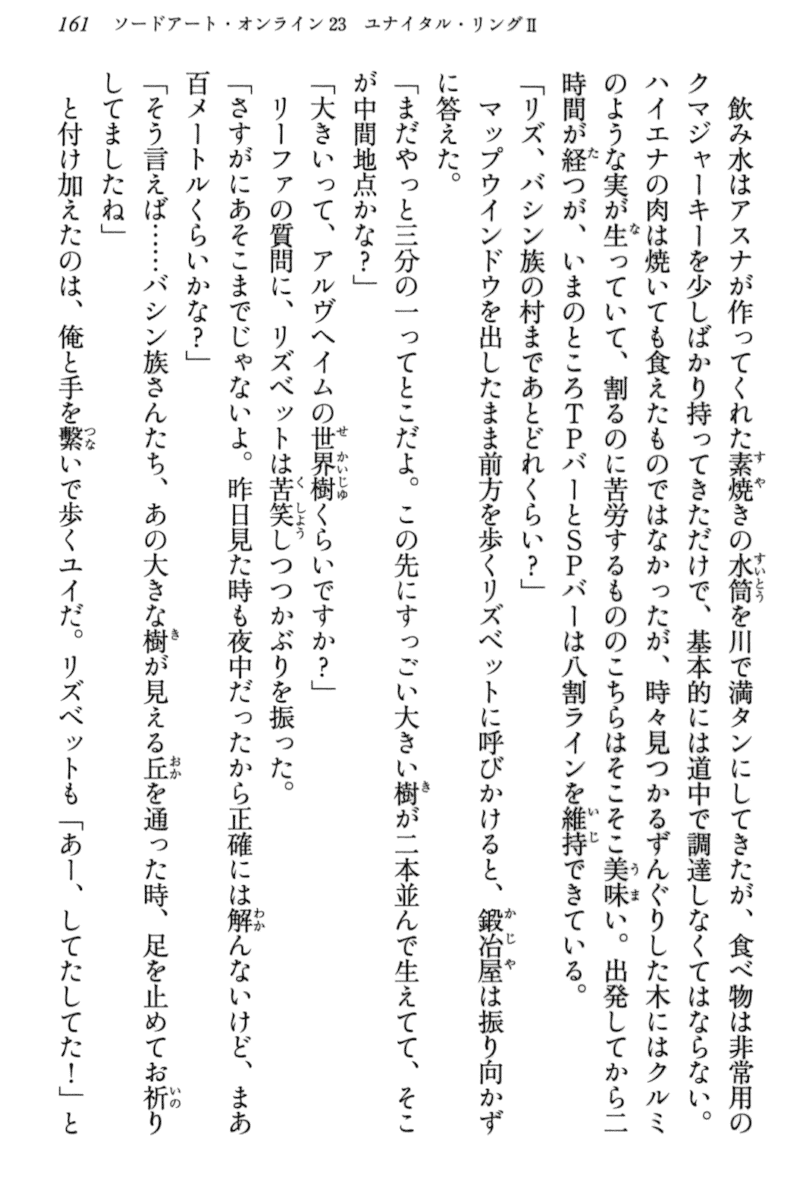 161　ソードアート・オンライン23　ユナイタル・リングⅡ
　飲み水はアスナが作ってくれた素焼きの水筒を川で満タンにしてきたが、食べ物は非常用の
クマジャーキーを少しばかり持ってきただけで、基本的には道中で調達しなくてはならない。
ハイエナの肉は焼いても食えたものではなかったが、時々見つかるずんぐりした木にはクルミ
のような実が生っていて、割るのに苦労するもののこちらはそこそこ美味い。出発してから二
時間が経つが、いまのところTPバーとSPバーは八割ラインを維持できている。
「リズ、バシン族の村まであとどれくらい？」
　マップウインドウを出したまま前方を歩くリズベットに呼びかけると、鍛冶屋は振り向かず
に答えた。
「まだやっと三分の一ってとこだよ。この先にすっごい大きい樹が二本並んで生えてて、そこ
が中間地点かな？」
「大きいって、アルヴヘイムの世界樹くらいですか？」
　リーファの質問に、リズベットは苦笑しつつかぶりを振った。
「さすがにあそこまでじゃないよ。昨日見た時も夜中だったから正確には解んないけど、まあ
百メートルくらいかな？」
「そう言えば……バシン族さんたち、あの大きな樹が見える丘を通った時、足を止めてお祈り
してましたね」
　と付け加えたのは、俺と手を繋いで歩くユイだ。リズベットも「あー、してたしてた！」と